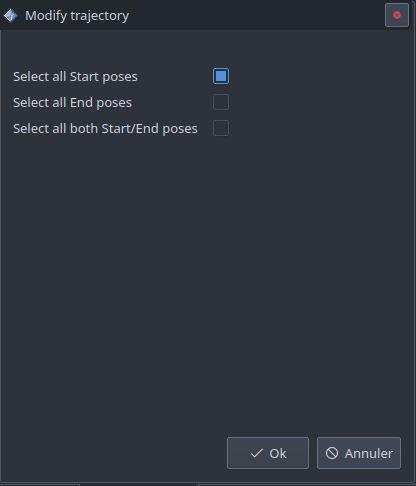 Modify trajectory
Select all Start poses
Select all End poses
Select all both Start/End poses
Ok
Annuler